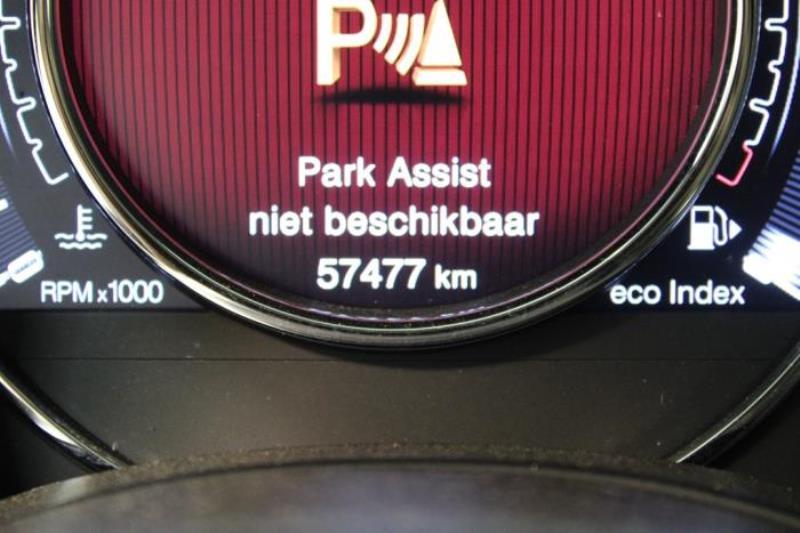 P
Park Assist
niet beschikbaar
57477 km
RPM x1000
eco Index